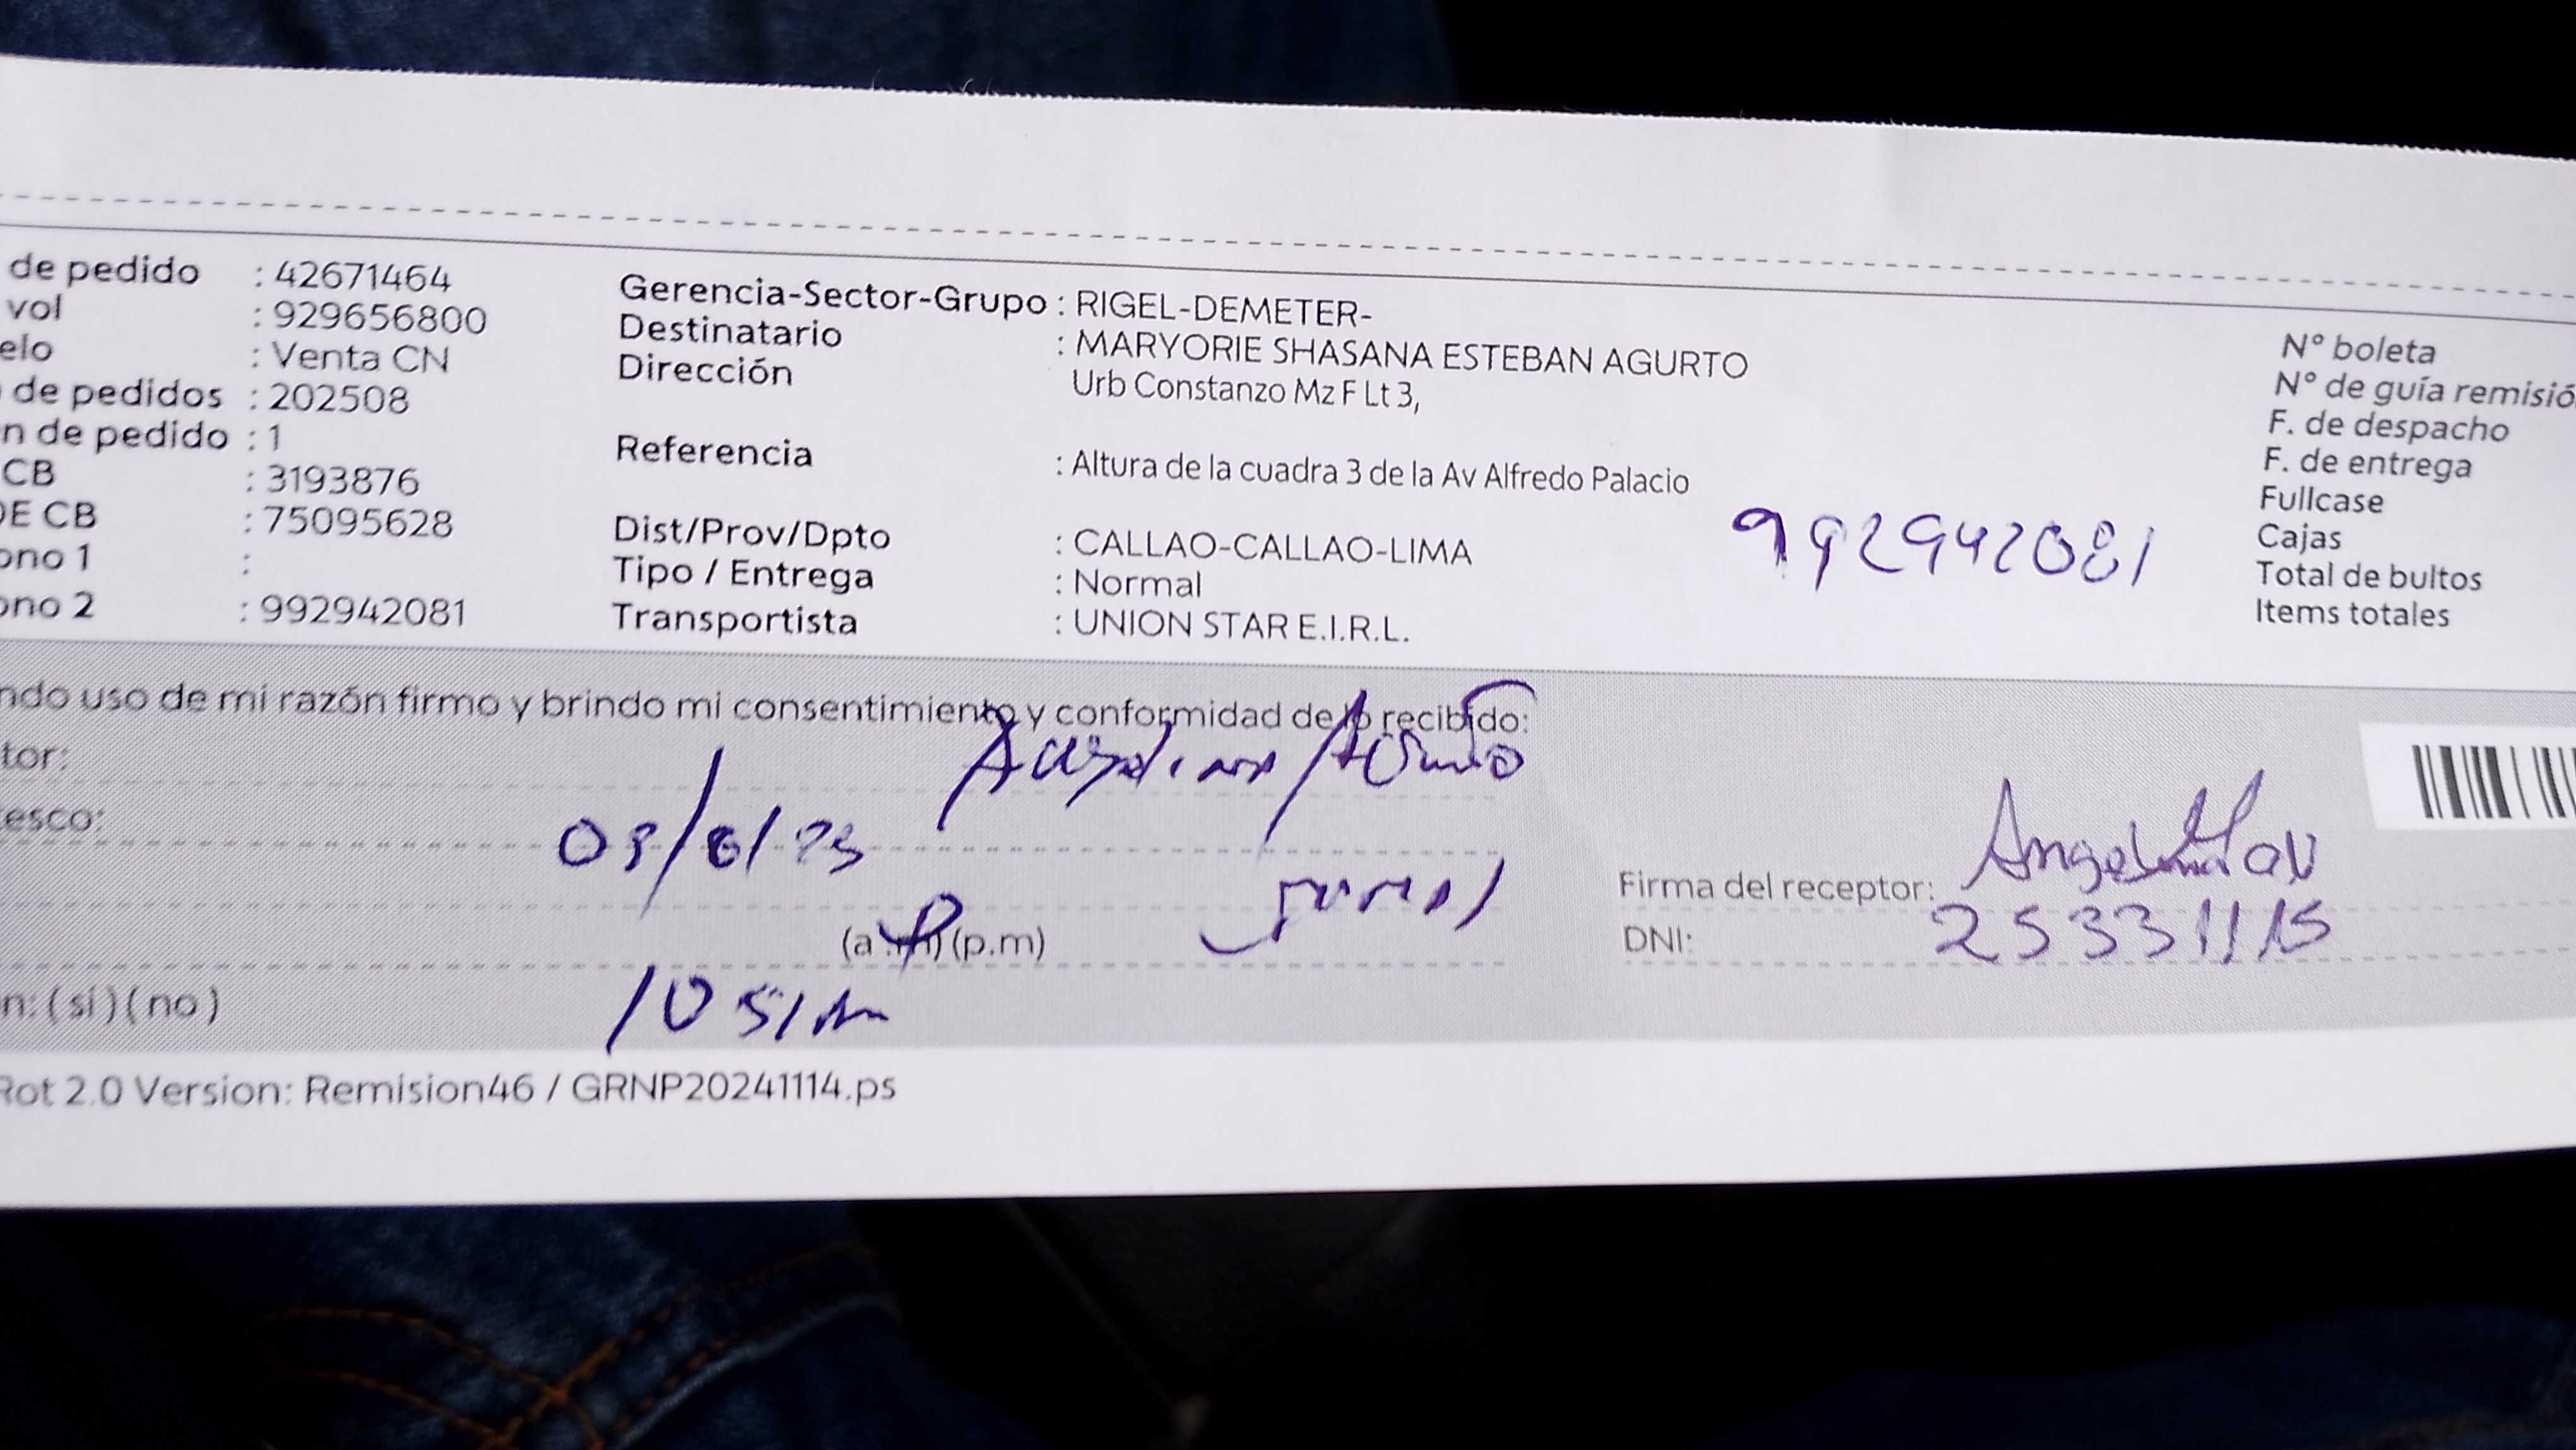 de pedido : 42671464
vol : 929656800
elo : Venta CN
de pedidos : 202508
n de pedido : 1
CB : 3193876
DE CB : 75095628
ono 1 :
ono 2 : 992942081
Gerencia-Sector-Grupo : RIGEL-DEMETER-
Destinatario : MARYORIE SHASANA ESTEBAN AGURTO
Dirección Urb Constanzo Mz F Lt 3,
Referencia : Altura de la cuadra 3 de la Av Alfredo Palacio
Dist/Prov/Dpto : CALLAO-CALLAO-LIMA
Tipo / Entrega : Normal
Transportista : UNION STAR E.I.R.L.
992942081
N° boleta
N° de guía remisió
F. de despacho
F. de entrega
Fullcase
Cajas
Total de bultos
Items totales
ndo uso de mi razón firmo y brindo mi consentimiento y conformidad de lo recibido:
tor:
esco:
(a.m) (p.m)
n: ( si ) ( no )
Firma del receptor:
DNI: 25331115
Rot 2.0 Version: Remision46 / GRNP20241114.ps